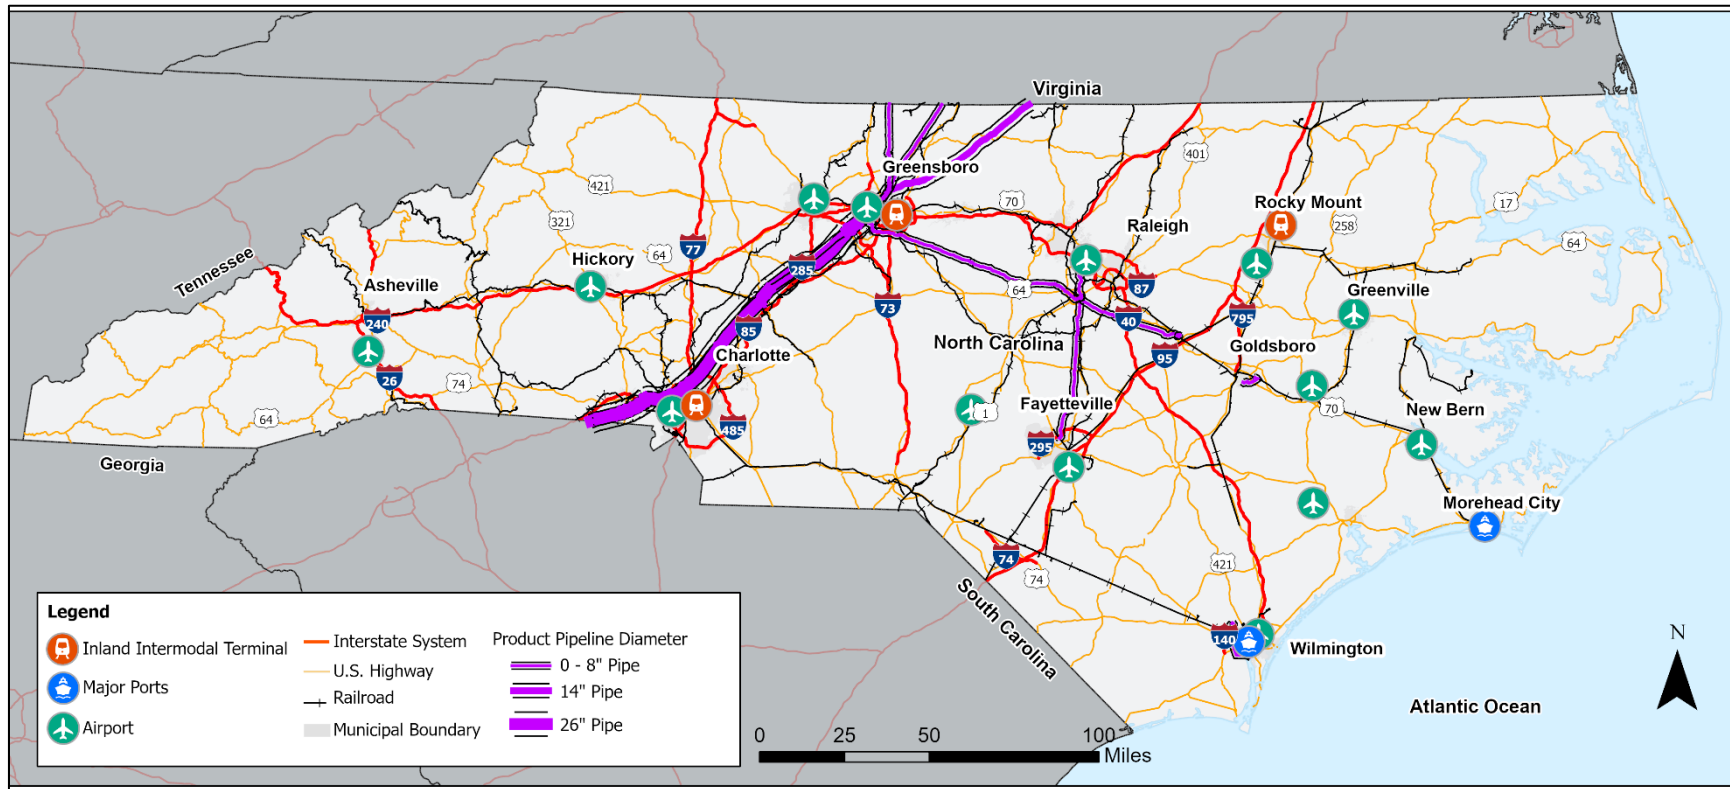 Virginia
Greensboro
401
421
70
Rocky Mount
17
321
Raleigh
258
77
64
64
Tennessee
Hickory
285
Asheville
64
87
Greenville
73
240
85
40
795
North Carolina
Goldsboro
Charlotte
95
26
74
Fayetteville
1
70
New Bern
64
485
295
Georgia
Morehead City
74
74
421
South Carolina
140
Wilmington
Atlantic Ocean
N
Legend
Inland Intermodal Terminal
Major Ports
Airport
Interstate System
U.S. Highway
Railroad
Municipal Boundary
Product Pipeline Diameter
0 - 8" Pipe
14" Pipe
26" Pipe
0 25 50 100
Miles